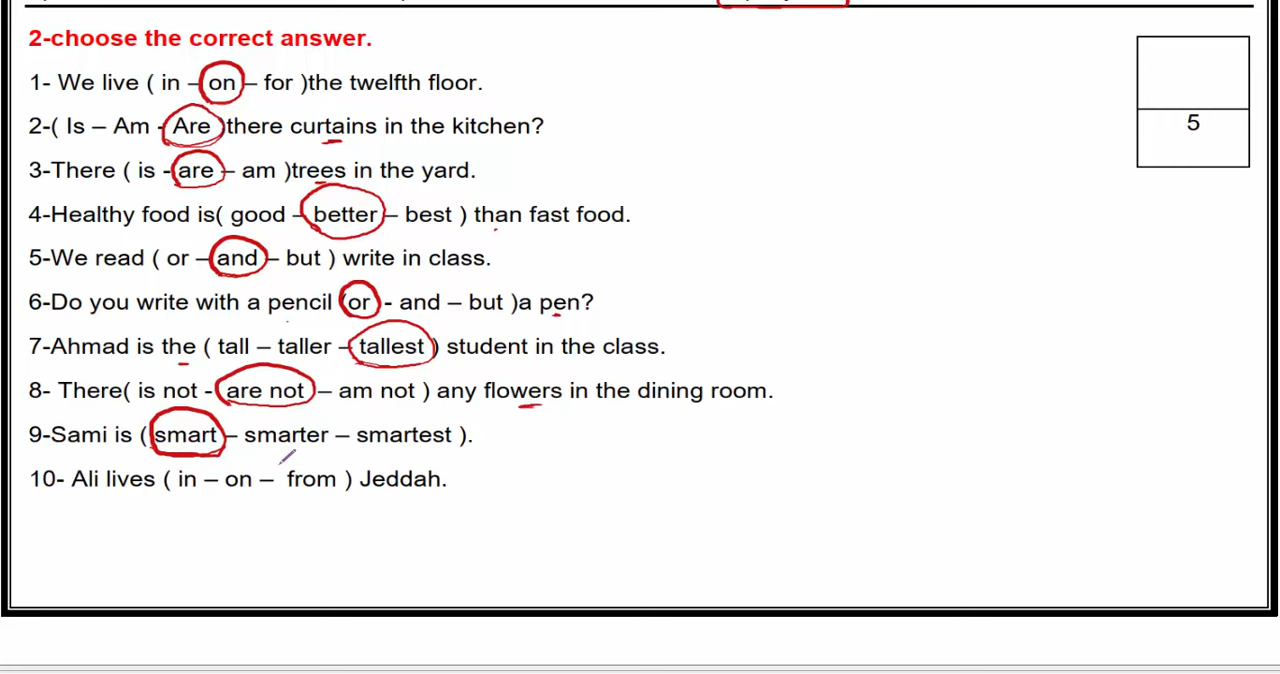 2-choose the correct answer.
1- We live ( in – on – for )the twelfth floor.
5
2-( Is – Am - Are )there curtains in the kitchen?
3-There ( is - are – am )trees in the yard.
4-Healthy food is( good – better – best ) than fast food.
5-We read ( or – and – but ) write in class.
6-Do you write with a pencil (or - and – but )a pen?
7-Ahmad is the ( tall – taller – tallest ) student in the class.
8- There( is not - are not – am not ) any flowers in the dining room.
9-Sami is ( smart – smarter – smartest ).
10- Ali lives ( in – on – from ) Jeddah.